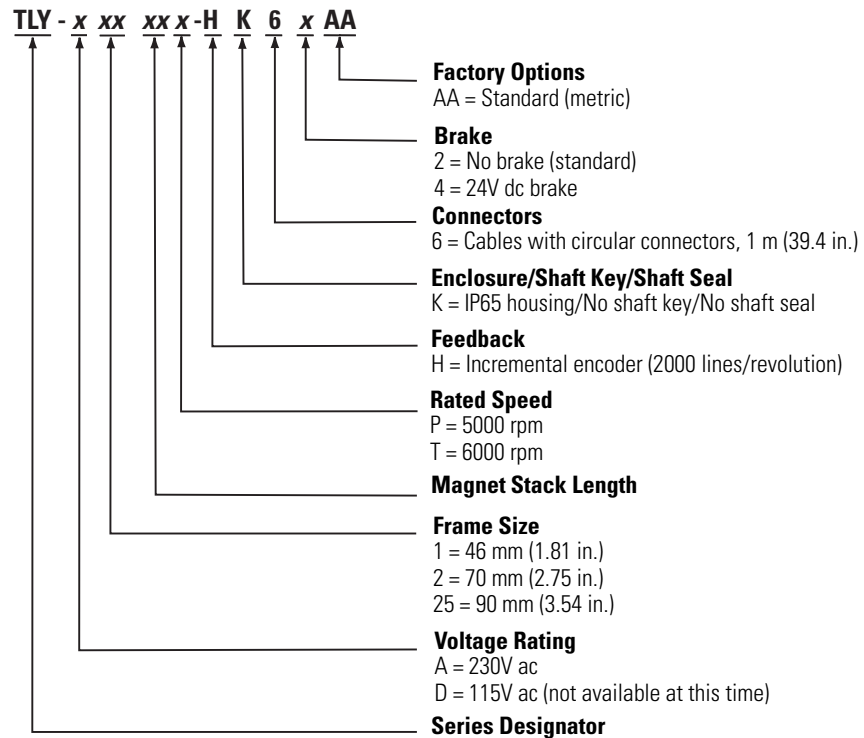 TLY - x xx xx x -H K 6 x AA
Factory Options
AA = Standard (metric)
Brake
2 = No brake (standard)
4 = 24V dc brake
Connectors
6 = Cables with circular connectors, 1 m (39.4 in.)
Enclosure/Shaft Key/Shaft Seal
K = IP65 housing/No shaft key/No shaft seal
Feedback
H = Incremental encoder (2000 lines/revolution)
Rated Speed
P = 5000 rpm
T = 6000 rpm
Magnet Stack Length
Frame Size
1 = 46 mm (1.81 in.)
2 = 70 mm (2.75 in.)
25 = 90 mm (3.54 in.)
Voltage Rating
A = 230V ac
D = 115V ac (not available at this time)
Series Designator